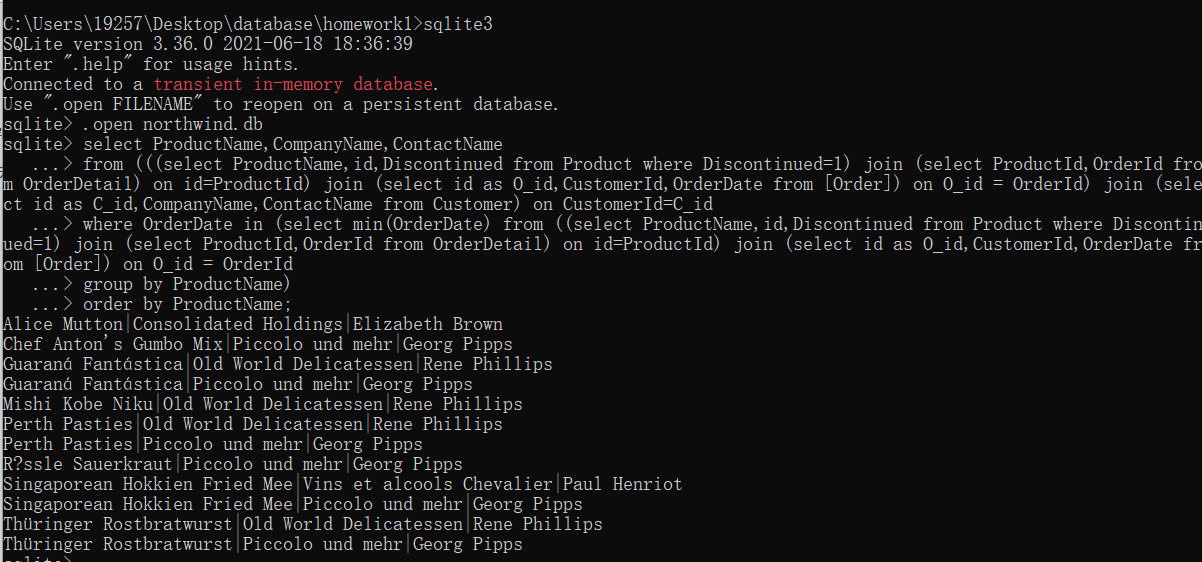 C:\Users\19257\Desktop\database\homework1>sqlite3
SQLite version 3.36.0 2021-06-18 18:36:39
Enter ".help" for usage hints.
Connected to a transient in-memory database.
Use ".open FILENAME" to reopen on a persistent database.
sqlite> .open northwind.db
sqlite> select ProductName,CompanyName,ContactName
   ...> from (((select ProductName,id,Discontinued from Product where Discontinued=1) join (select ProductId,OrderId fro
m OrderDetail) on id=ProductId) join (select id as O_id,CustomerId,OrderDate from [Order]) on O_id = OrderId) join (sele
ct id as C_id,CompanyName,ContactName from Customer) on CustomerId=C_id
   ...> where OrderDate in (select min(OrderDate) from ((select ProductName,id,Discontinued from Product where Discontin
ued=1) join (select ProductId,OrderId from OrderDetail) on id=ProductId) join (select id as O_id,CustomerId,OrderDate fr
om [Order]) on O_id = OrderId
   ...> group by ProductName)
   ...> order by ProductName;
Alice Mutton|Consolidated Holdings|Elizabeth Brown
Chef Anton's Gumbo Mix|Piccolo und mehr|Georg Pipps
Guaraná Fantástica|Old World Delicatessen|Rene Phillips
Guaraná Fantástica|Piccolo und mehr|Georg Pipps
Mishi Kobe Niku|Old World Delicatessen|Rene Phillips
Perth Pasties|Old World Delicatessen|Rene Phillips
Perth Pasties|Piccolo und mehr|Georg Pipps
R?ssle Sauerkraut|Piccolo und mehr|Georg Pipps
Singaporean Hokkien Fried Mee|Vins et alcools Chevalier|Paul Henriot
Singaporean Hokkien Fried Mee|Piccolo und mehr|Georg Pipps
Thüringer Rostbratwurst|Old World Delicatessen|Rene Phillips
Thüringer Rostbratwurst|Piccolo und mehr|Georg Pipps
sqlite>